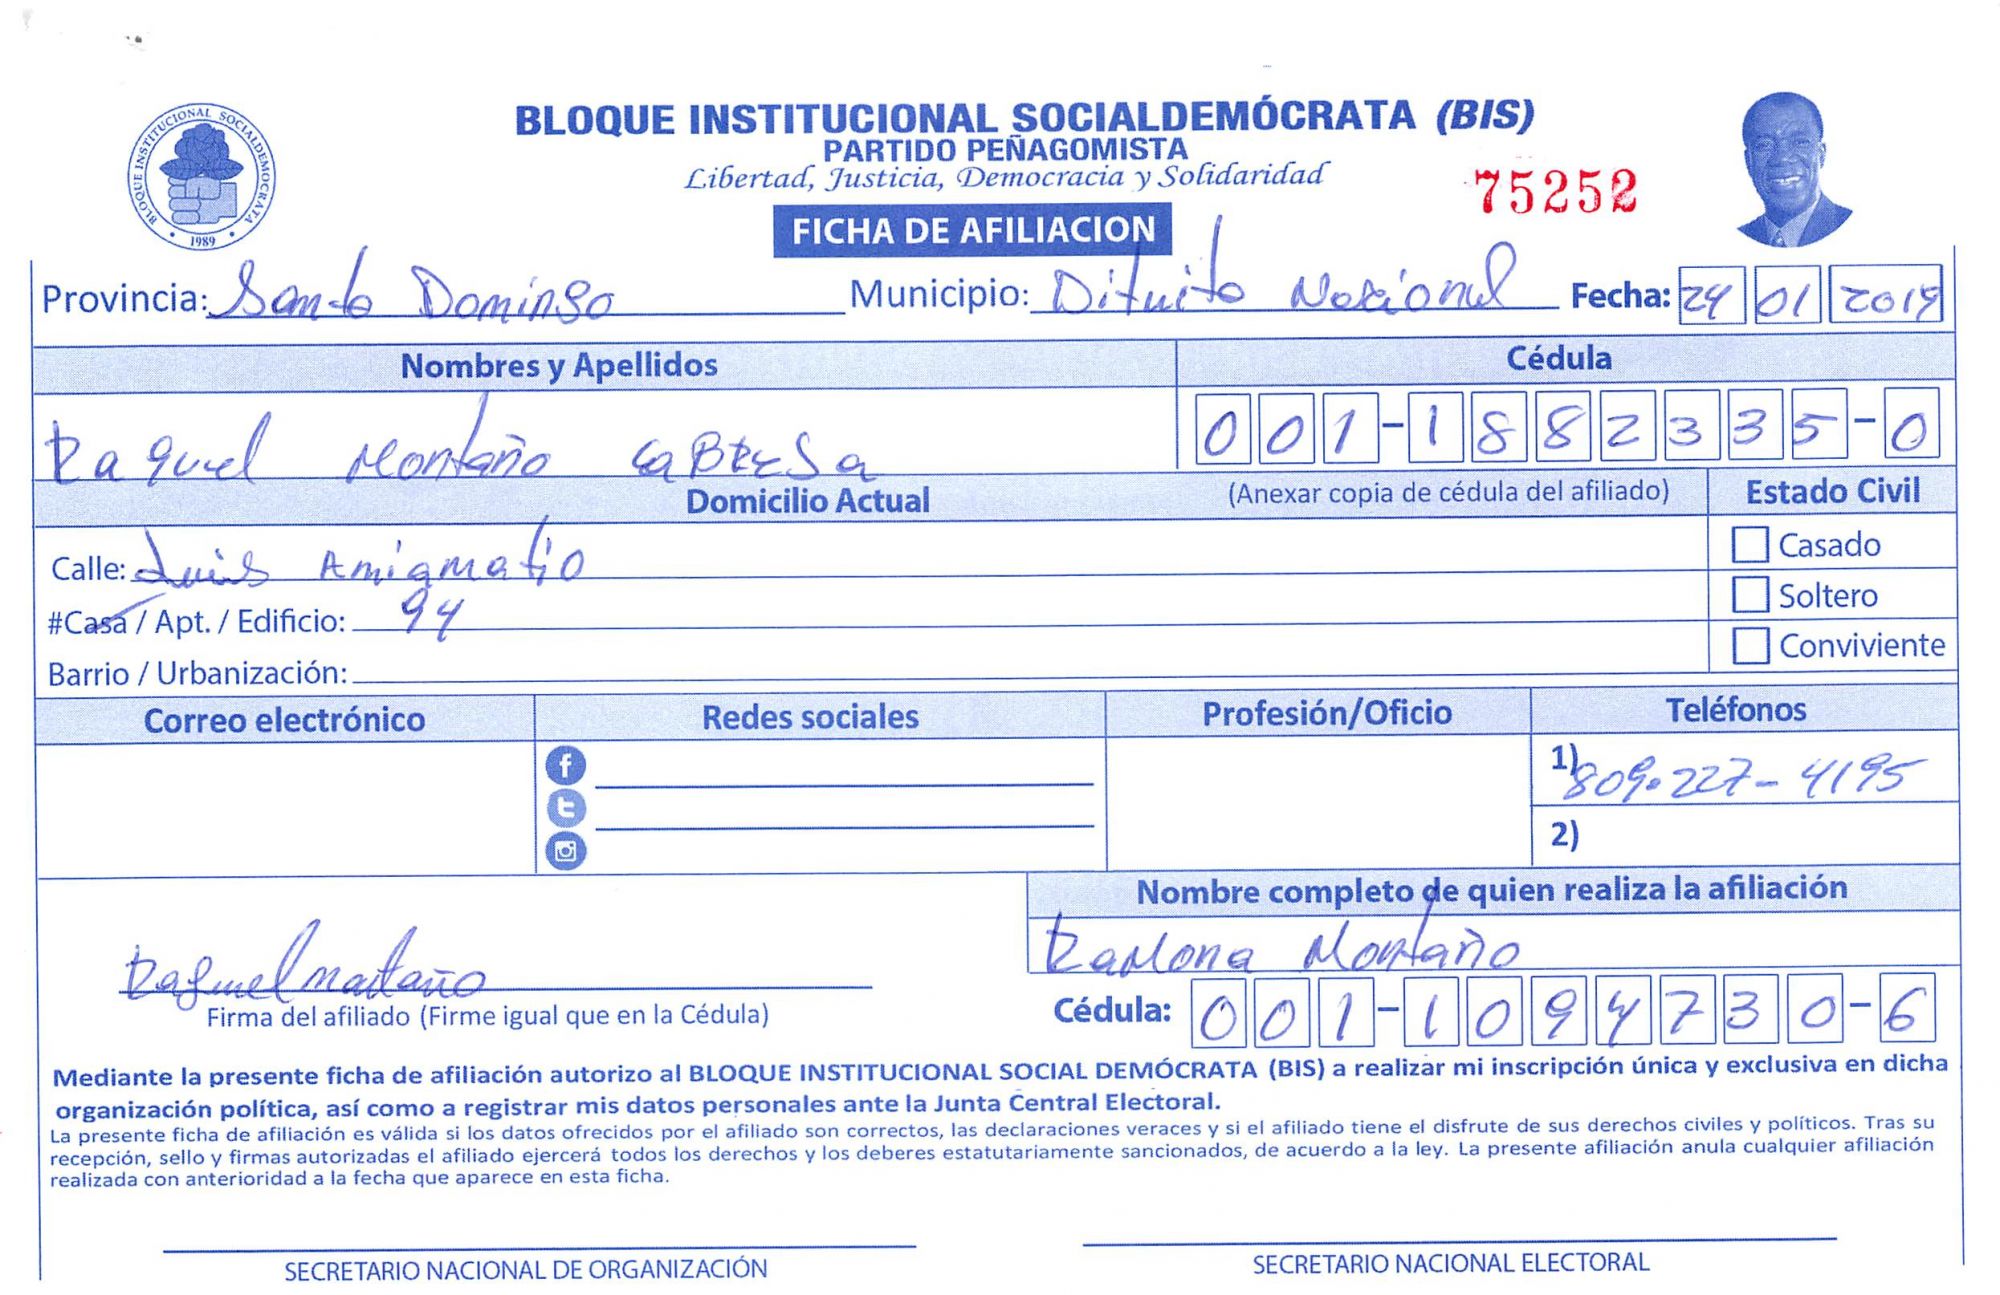 BLOQUE INSTITUCIONAL SOCIALDEMÓCRATA (BIS)
PARTIDO PEÑAGOMISTA
Libertad, Justicia, Democracia y Solidaridad
75252
BLOQUE INSTITUCIONAL SOCIALDEMOCRATA
1989
FICHA DE AFILIACION
Provincia: Santo Domingo Municipio: Ditrito Nacional Fecha: 24 01 2019
Nombres y Apellidos Cédula
Raquel Montaño 001-1882335-0
Domicilio Actual (Anexar copia de cédula del afiliado) Estado Civil
Calle: Luis Amiamatio
Casado
#Casa / Apt. / Edificio: 94
Soltero
Barrio / Urbanización:
Conviviente
Correo electrónico Redes sociales Profesión/Oficio Teléfonos
1) 809-227-4195
2)
Nombre completo de quien realiza la afiliación
Ramona Montaño
Raquel Montaño
Firma del afiliado (Firme igual que en la Cédula) Cédula: 001-1094730-6
Mediante la presente ficha de afiliación autorizo al BLOQUE INSTITUCIONAL SOCIAL DEMÓCRATA (BIS) a realizar mi inscripción única y exclusiva en dicha
organización política, así como a registrar mis datos personales ante la Junta Central Electoral.
La presente ficha de afiliación es válida si los datos ofrecidos por el afiliado son correctos, las declaraciones veraces y si el afiliado tiene el disfrute de sus derechos civiles y políticos. Tras su
recepción, sello y firmas autorizadas el afiliado ejercerá todos los derechos y los deberes estatutariamente sancionados, de acuerdo a la ley. La presente afiliación anula cualquier afiliación
realizada con anterioridad a la fecha que aparece en esta ficha.
SECRETARIO NACIONAL DE ORGANIZACIÓN SECRETARIO NACIONAL ELECTORAL